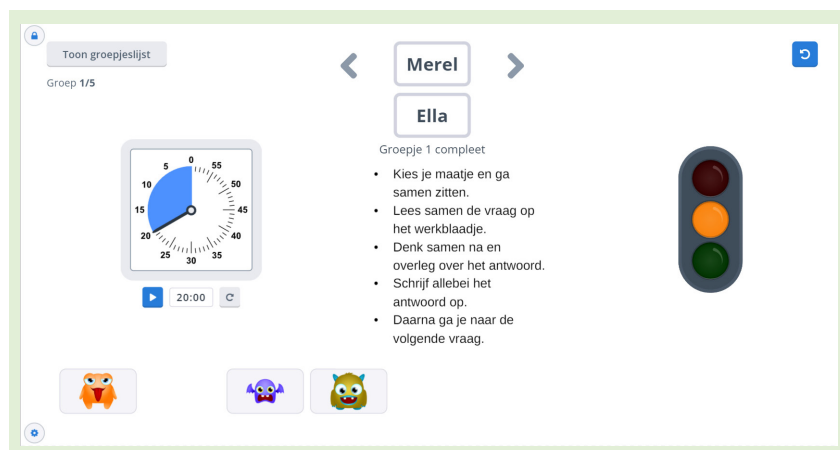 Toon groepjeslijst
Groep 1/5
Merel
Ella
Groepje 1 compleet
• Kies je maatje en ga
samen zitten.
• Lees samen de vraag op
het werkblaadje.
• Denk samen na en
overleg over het antwoord.
• Schrijf allebei het
antwoord op.
• Daarna ga je naar de
volgende vraag.
0
5
10
15
20
25
30
35
40
45
50
55
20:00